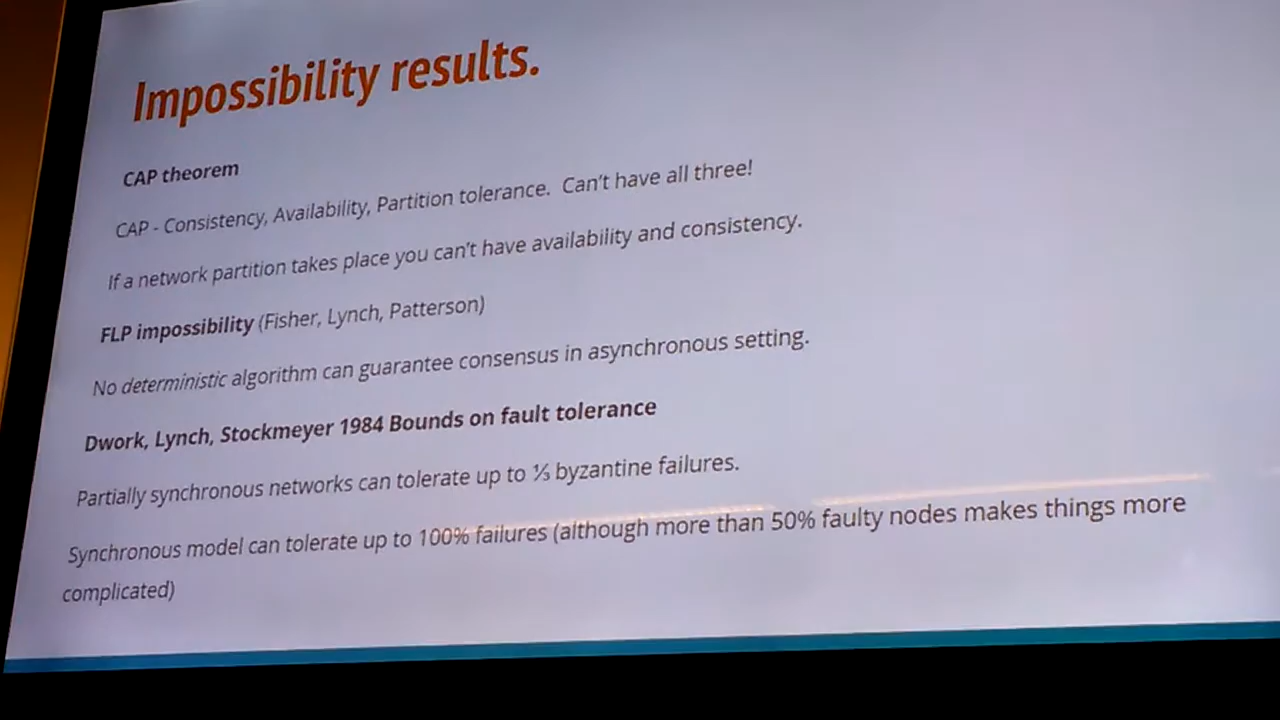 Impossibility results.
CAP theorem
CAP - Consistency, Availability, Partition tolerance.  Can't have all three!
If a network partition takes place you can't have availability and consistency.
FLP impossibility (Fisher, Lynch, Patterson)
No deterministic algorithm can guarantee consensus in asynchronous setting.
Dwork, Lynch, Stockmeyer 1984 Bounds on fault tolerance
Partially synchronous networks can tolerate up to ⅓ byzantine failures.
Synchronous model can tolerate up to 100% failures (although more than 50% faulty nodes makes things more
complicated)